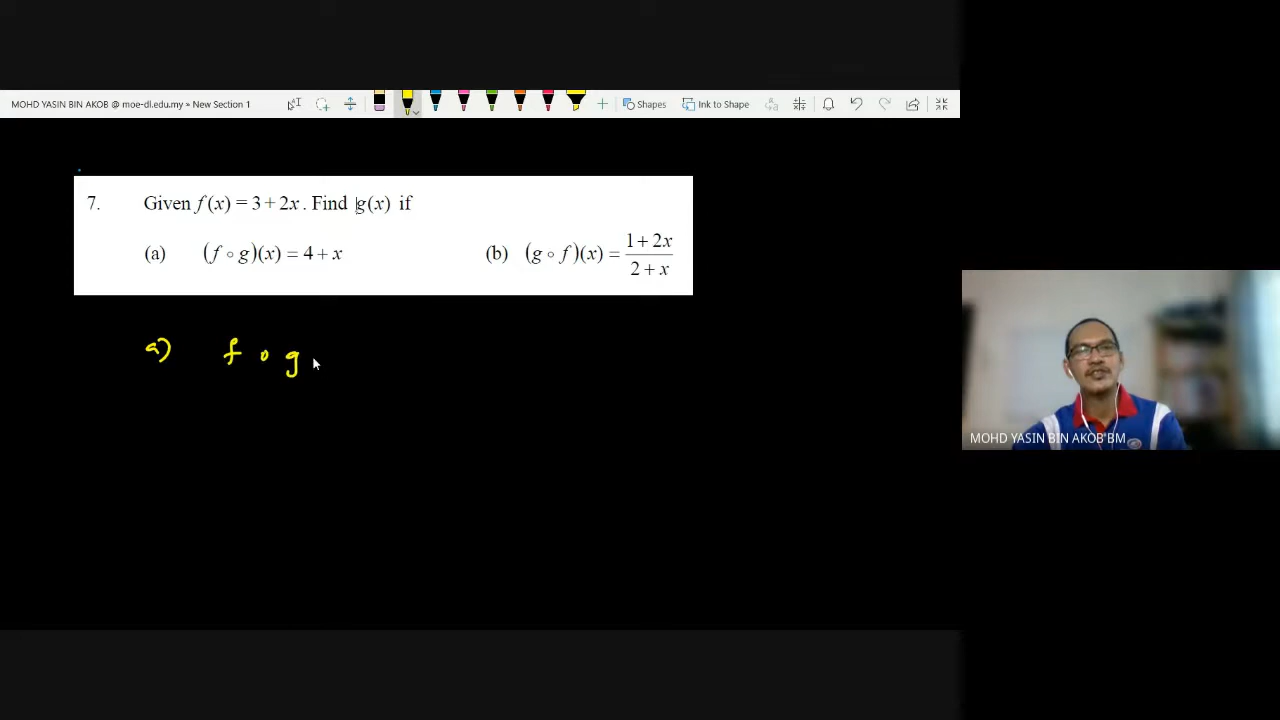 MOHD YASIN BIN AKOB @ moe-dl.edu.my » New Section 1
Shapes
Ink to Shape
7. Given f(x) = 3 + 2x. Find g(x) if
(a) (f ∘ g)(x) = 4 + x (b) (g ∘ f)(x) = (1 + 2x)/(2 + x)
a) f o g
MOHD YASIN BIN AKOB BM